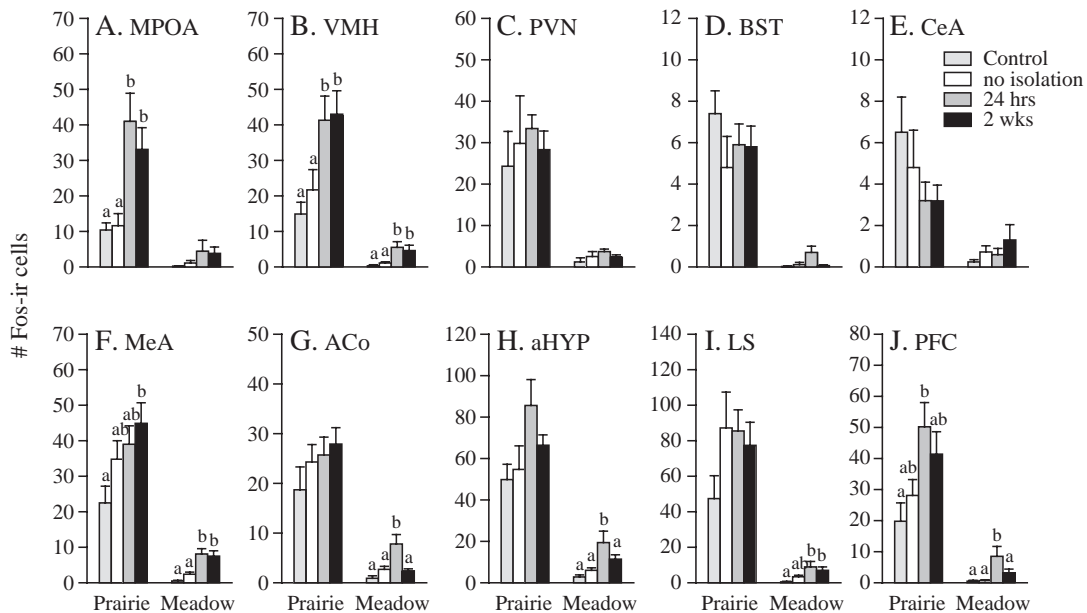 # Fos-ir cells
A. MPOA
70
60
50
40
30
20
10
0
a
a
b
b
B. VMH
70
60
50
40
30
20
10
0
a
a
b
b
a
a
b
b
C. PVN
60
50
40
30
20
10
0
D. BST
12
10
8
6
4
2
0
E. CeA
12
10
8
6
4
2
0
Control
no isolation
24 hrs
2 wks
F. MeA
70
60
50
40
30
20
10
0
a
ab
ab
b
a
a
b
b
Prairie Meadow
G. ACo
50
40
30
20
10
0
a
a
b
a
Prairie Meadow
H. aHYP
120
100
80
60
40
20
0
a
a
b
a
Prairie Meadow
I. LS
140
120
100
80
60
40
20
0
a
ab
b
b
Prairie Meadow
J. PFC
80
70
60
50
40
30
20
10
0
a
ab
b
ab
a
a
b
a
Prairie Meadow